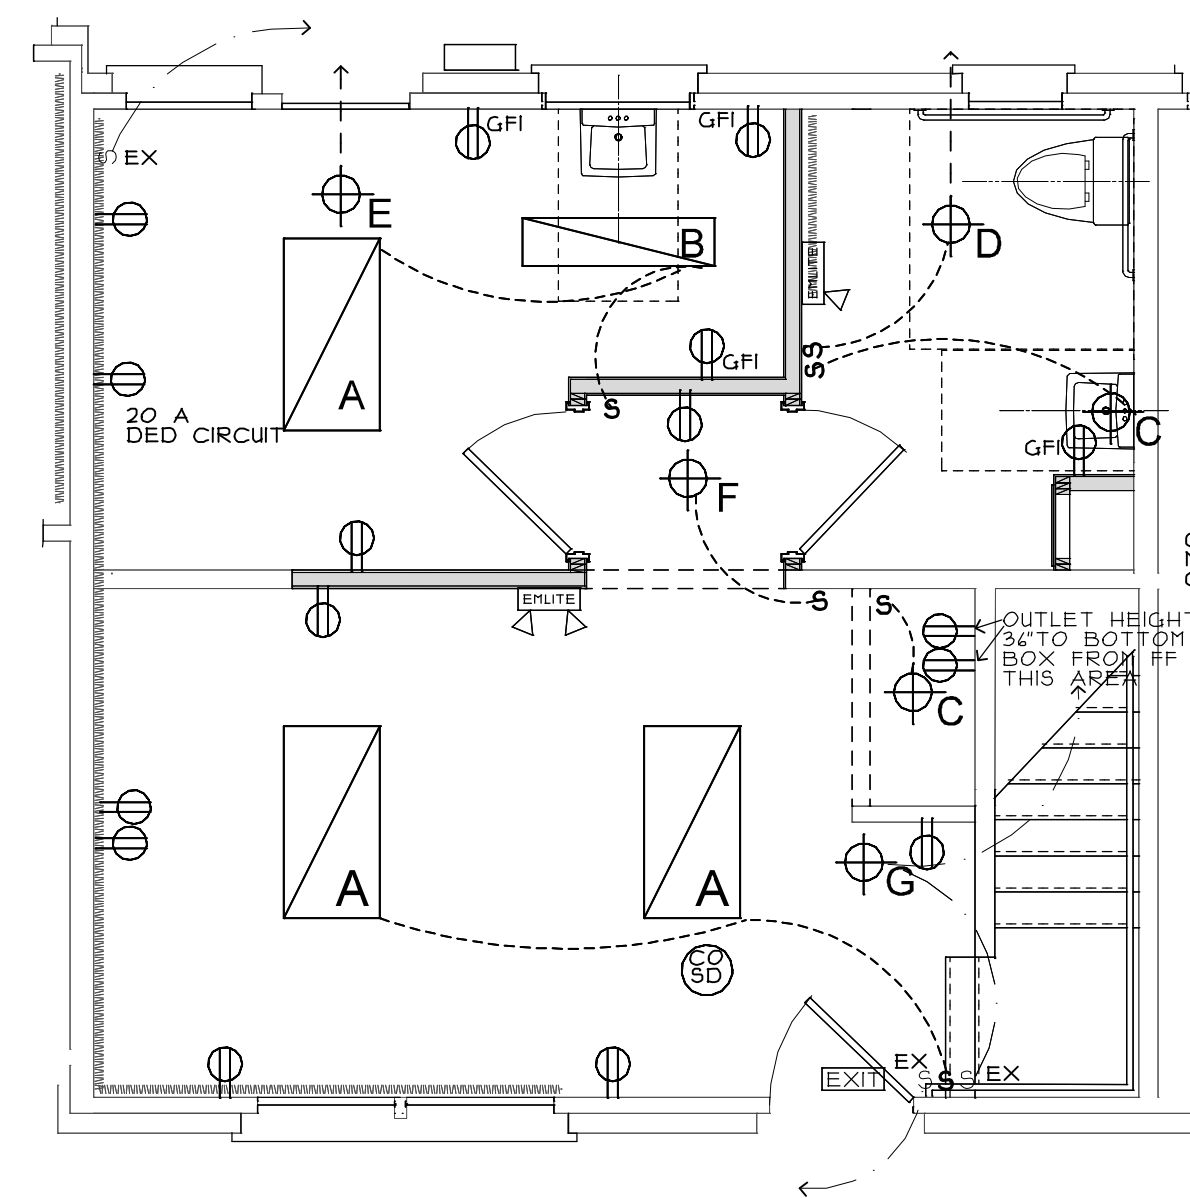 GFI
GFI
S EX
E
B
D
EMLITE
S
S
GFI
A
20 A
DED CIRCUIT
S
C
GFI
F
EMLITE
S
S
OUTLET HEIGHT
36"TO BOTTOM
BOX FROM FF
THIS AREA
C
A
A
G
CO
SD
EXIT
EX
S
S
S
EX